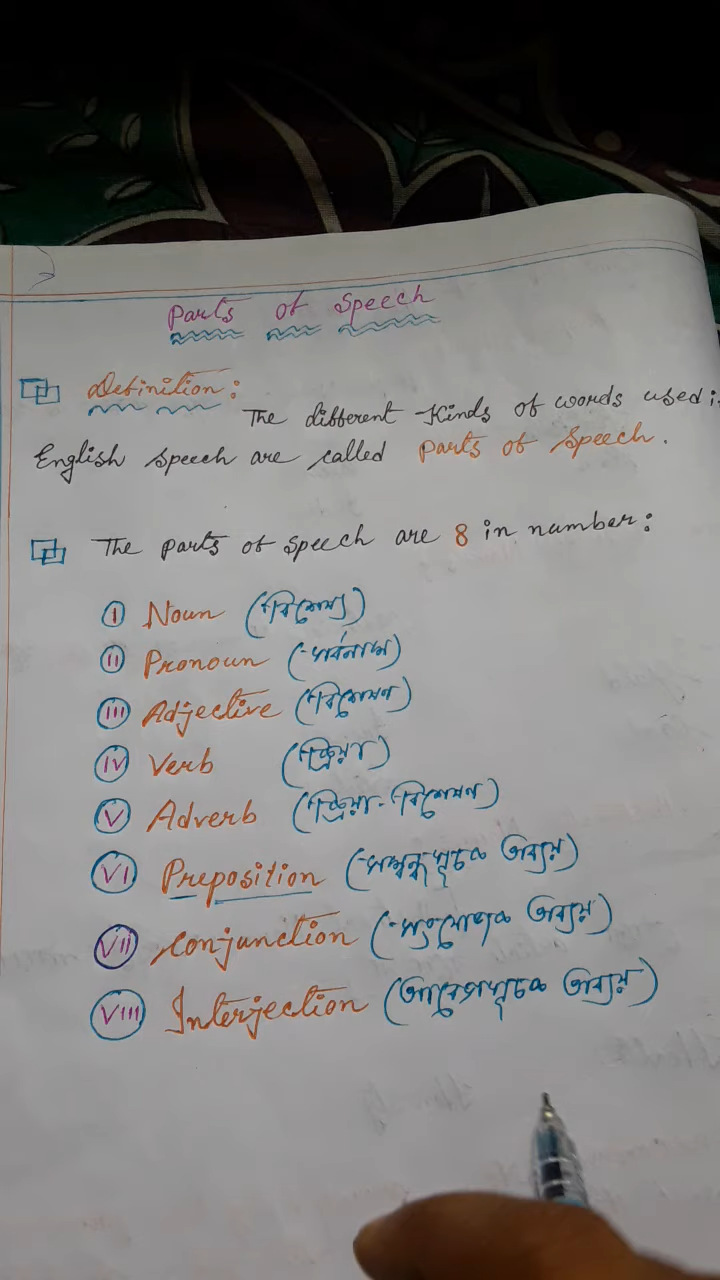 Parts of Speech
Definition:
The different kinds of words used i
English speech are called Parts of Speech.
The parts of speech are 8 in number:
(i) Noun (বিশেষ্য)
(ii) Pronoun (সর্বনাম)
(iii) Adjective (বিশেষণ)
(iv) Verb (ক্রিয়া)
(v) Adverb (ক্রিয়া-বিশেষণ)
(vi) Preposition (সম্বন্ধসূচক অব্যয়)
(vii) Conjunction (সংযোজক অব্যয়)
(viii) Interjection (আবেগসূচক অব্যয়)